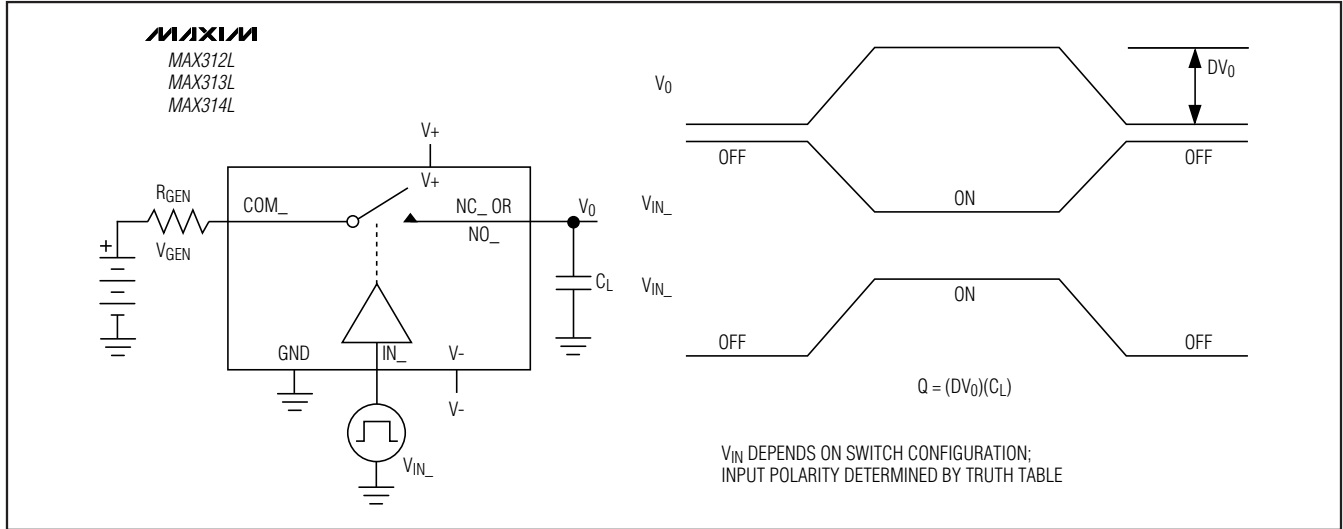 MAXIM
MAX312L
MAX313L
MAX314L
V+
V+
RGEN
COM_
NC_ OR
NO_
V0
VGEN
+
CL
GND
IN_
V-
V-
VIN_
V0
DV0
OFF
OFF
VIN_
ON
VIN_
ON
OFF
OFF
Q = (DV0)(CL)
VIN DEPENDS ON SWITCH CONFIGURATION;
INPUT POLARITY DETERMINED BY TRUTH TABLE